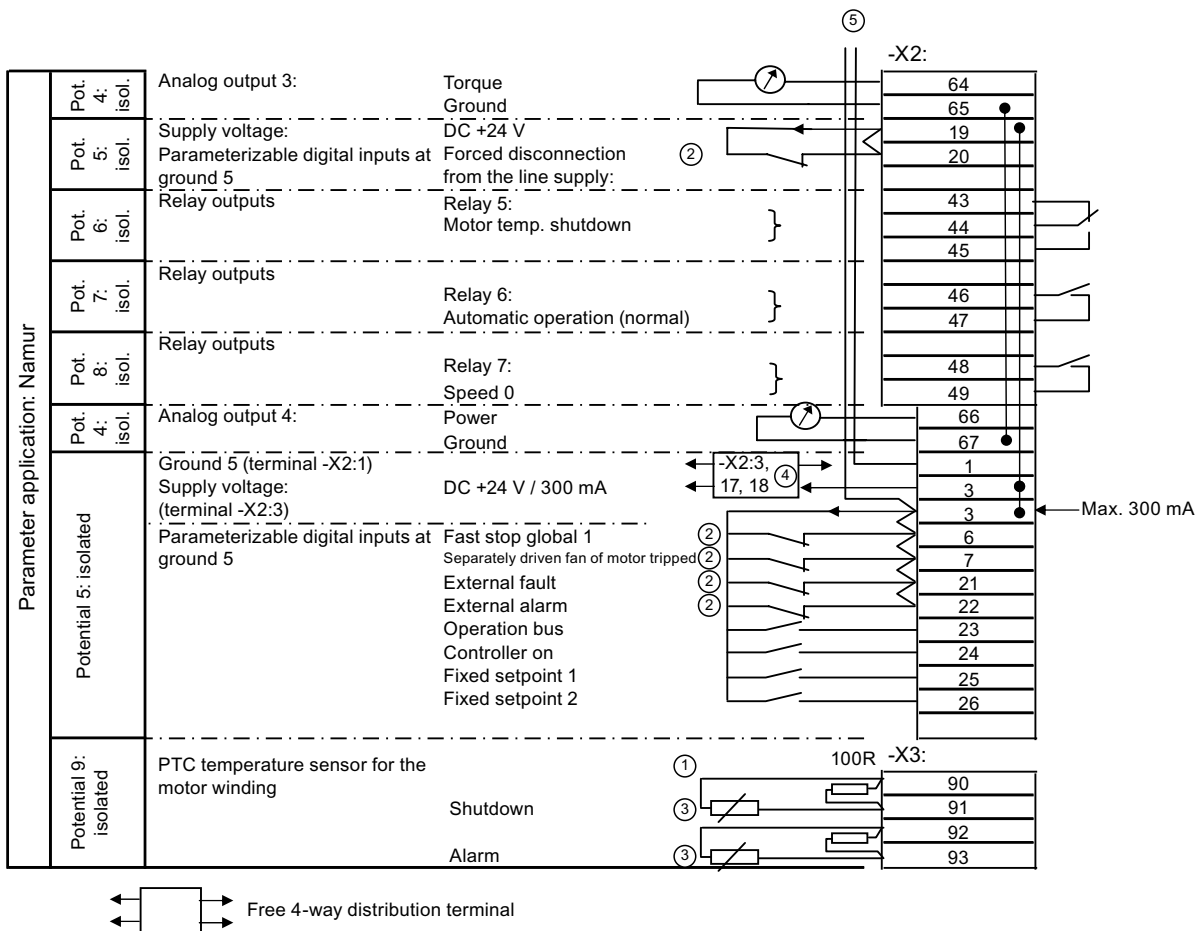 ⑤
-X2:
Parameter application: Namur
Pot. 4: isol.
Analog output 3:
Torque
64
Ground
65
Pot. 5: isol.
Supply voltage:
DC +24 V
19
Parameterizable digital inputs at
ground 5
Forced disconnection
from the line supply:
②
20
Pot. 6: isol.
Relay outputs
Relay 5:
Motor temp. shutdown
}
43
44
45
Pot. 7: isol.
Relay outputs
Relay 6:
Automatic operation (normal)
}
46
47
Pot. 8: isol.
Relay outputs
Relay 7:
Speed 0
}
48
49
Pot. 4: isol.
Analog output 4:
Power
66
Ground
67
Potential 5: isolated
Ground 5 (terminal -X2:1)
1
Supply voltage:
(terminal -X2:3)
DC +24 V / 300 mA
-X2:3,
17, 18
④
3
3
Max. 300 mA
Parameterizable digital inputs at
ground 5
Fast stop global 1
②
6
Separately driven fan of motor tripped
②
7
External fault
②
21
External alarm
②
22
Operation bus
23
Controller on
24
Fixed setpoint 1
25
Fixed setpoint 2
26
Potential 9:
isolated
PTC temperature sensor for the
motor winding
①
100R
-X3:
90
Shutdown
③
91
92
Alarm
③
93
Free 4-way distribution terminal